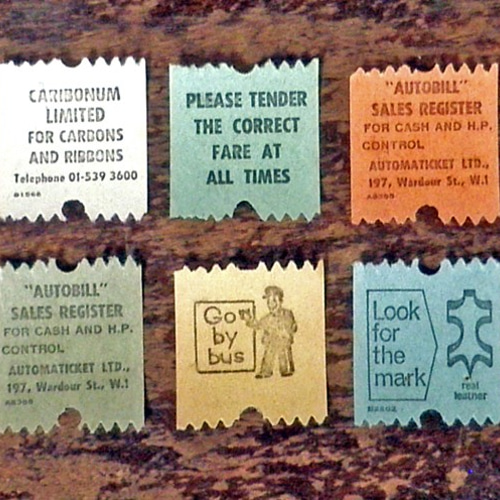 CARIBONUM
LIMITED
FOR CARBONS
AND RIBBONS
Telephone 01-539 3600
PLEASE TENDER
THE CORRECT
FARE AT
ALL TIMES
"AUTOBILL"
SALES REGISTER
FOR CASH AND H.P.
CONTROL
AUTOMATICKET LTD.,
197, Wardour St., W.1
"AUTOBILL"
SALES REGISTER
FOR CASH AND H.P.
CONTROL
AUTOMATICKET LTD.,
197, Wardour St., W.1
Go
by
bus
Look
for
the
mark
real
leather